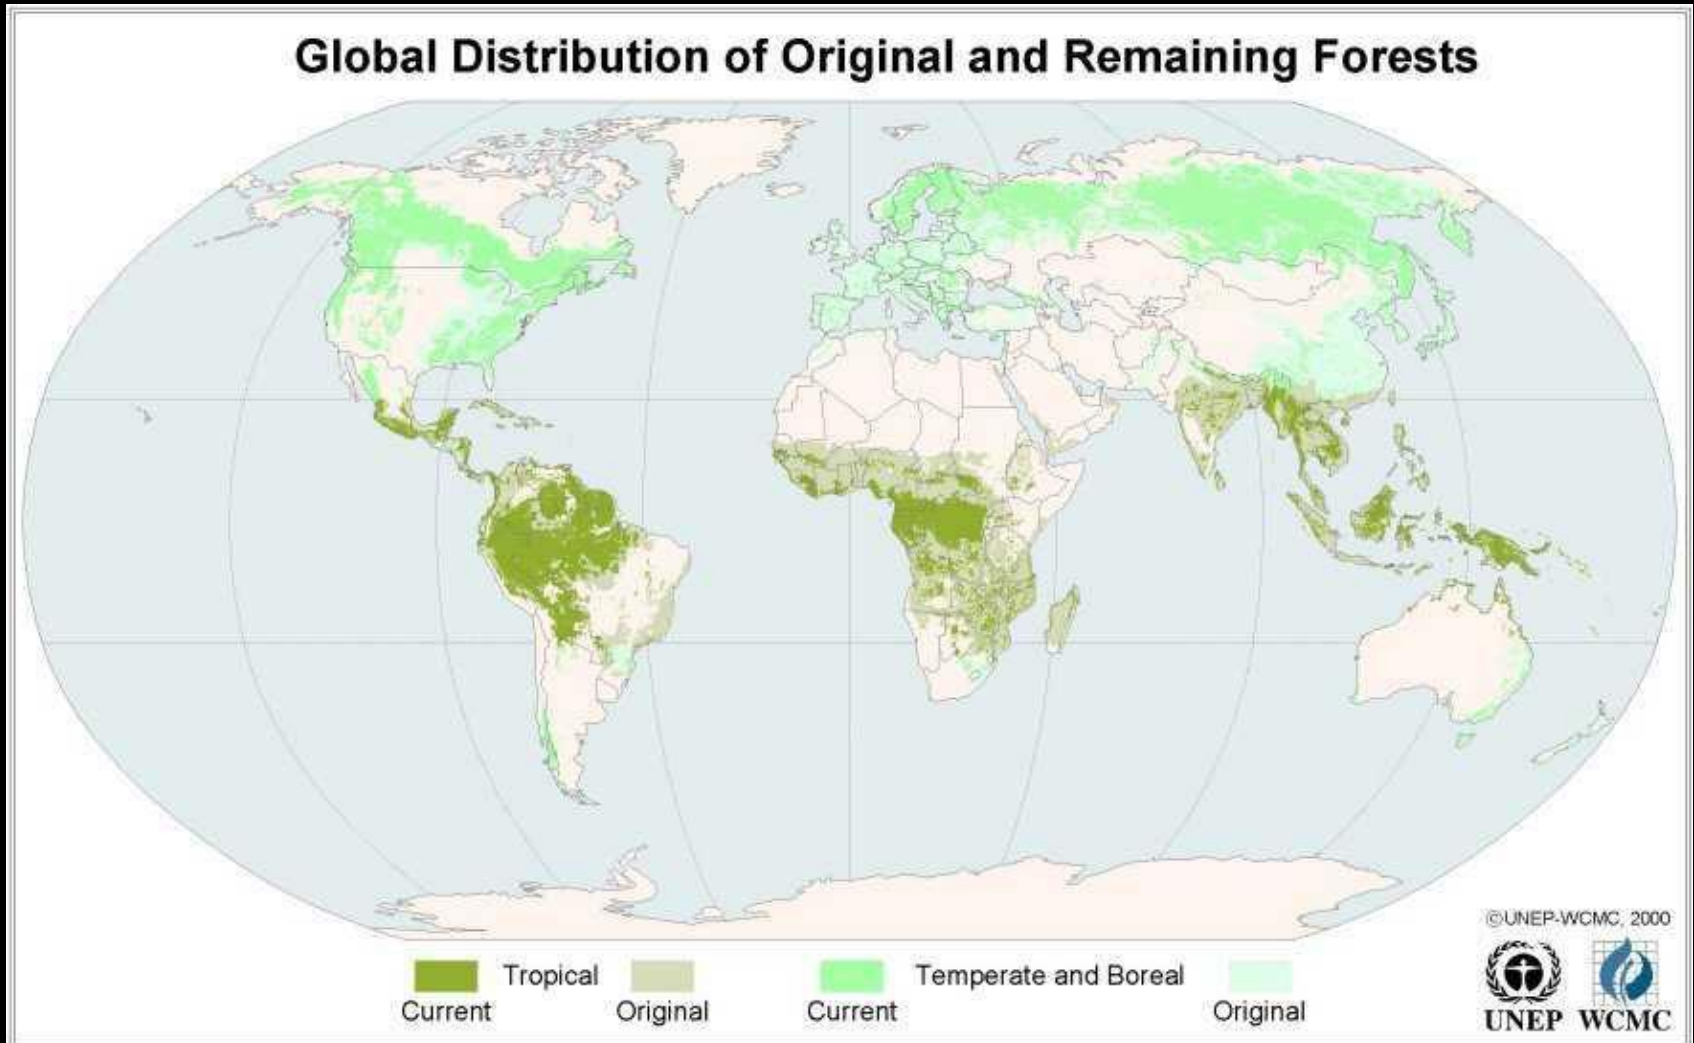 Global Distribution of Original and Remaining Forests
©UNEP-WCMC, 2000
Tropical
Temperate and Boreal
Current
Original
Current
Original
UNEP WCMC